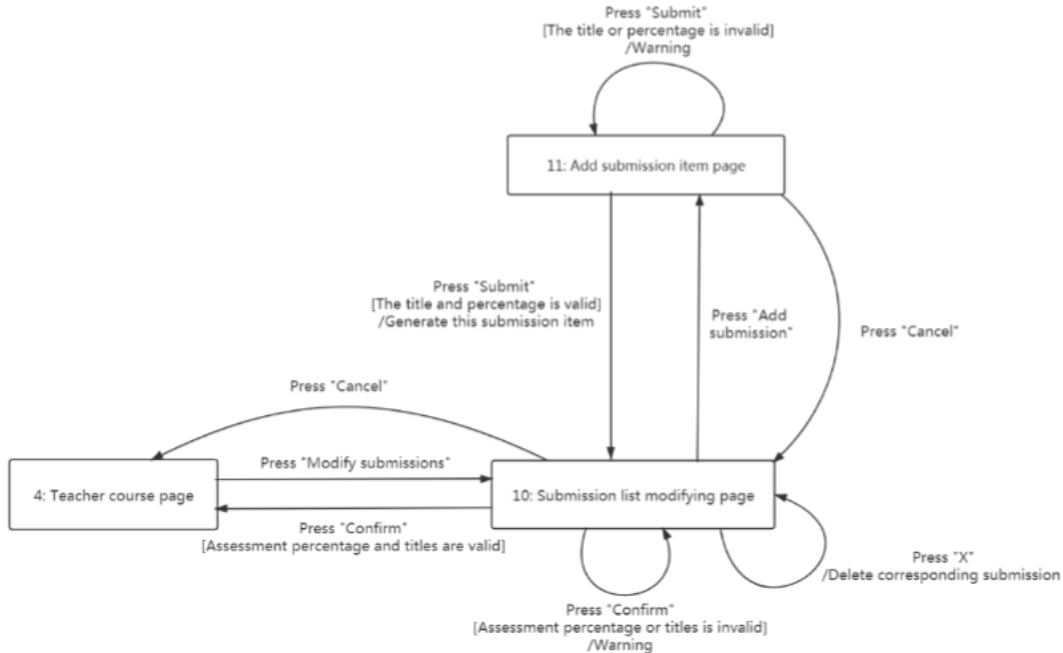 Press "Submit"
[The title or percentage is invalid]
/Warning
11: Add submission item page
Press "Submit"
[The title and percentage is valid]
/Generate this submission item
Press "Add
submission"
Press "Cancel"
Press "Cancel"
Press "Modify submissions"
4: Teacher course page
10: Submission list modifying page
Press "Confirm"
[Assessment percentage and titles are valid]
Press "X"
/Delete corresponding submission
Press "Confirm"
[Assessment percentage or titles is invalid]
/Warning